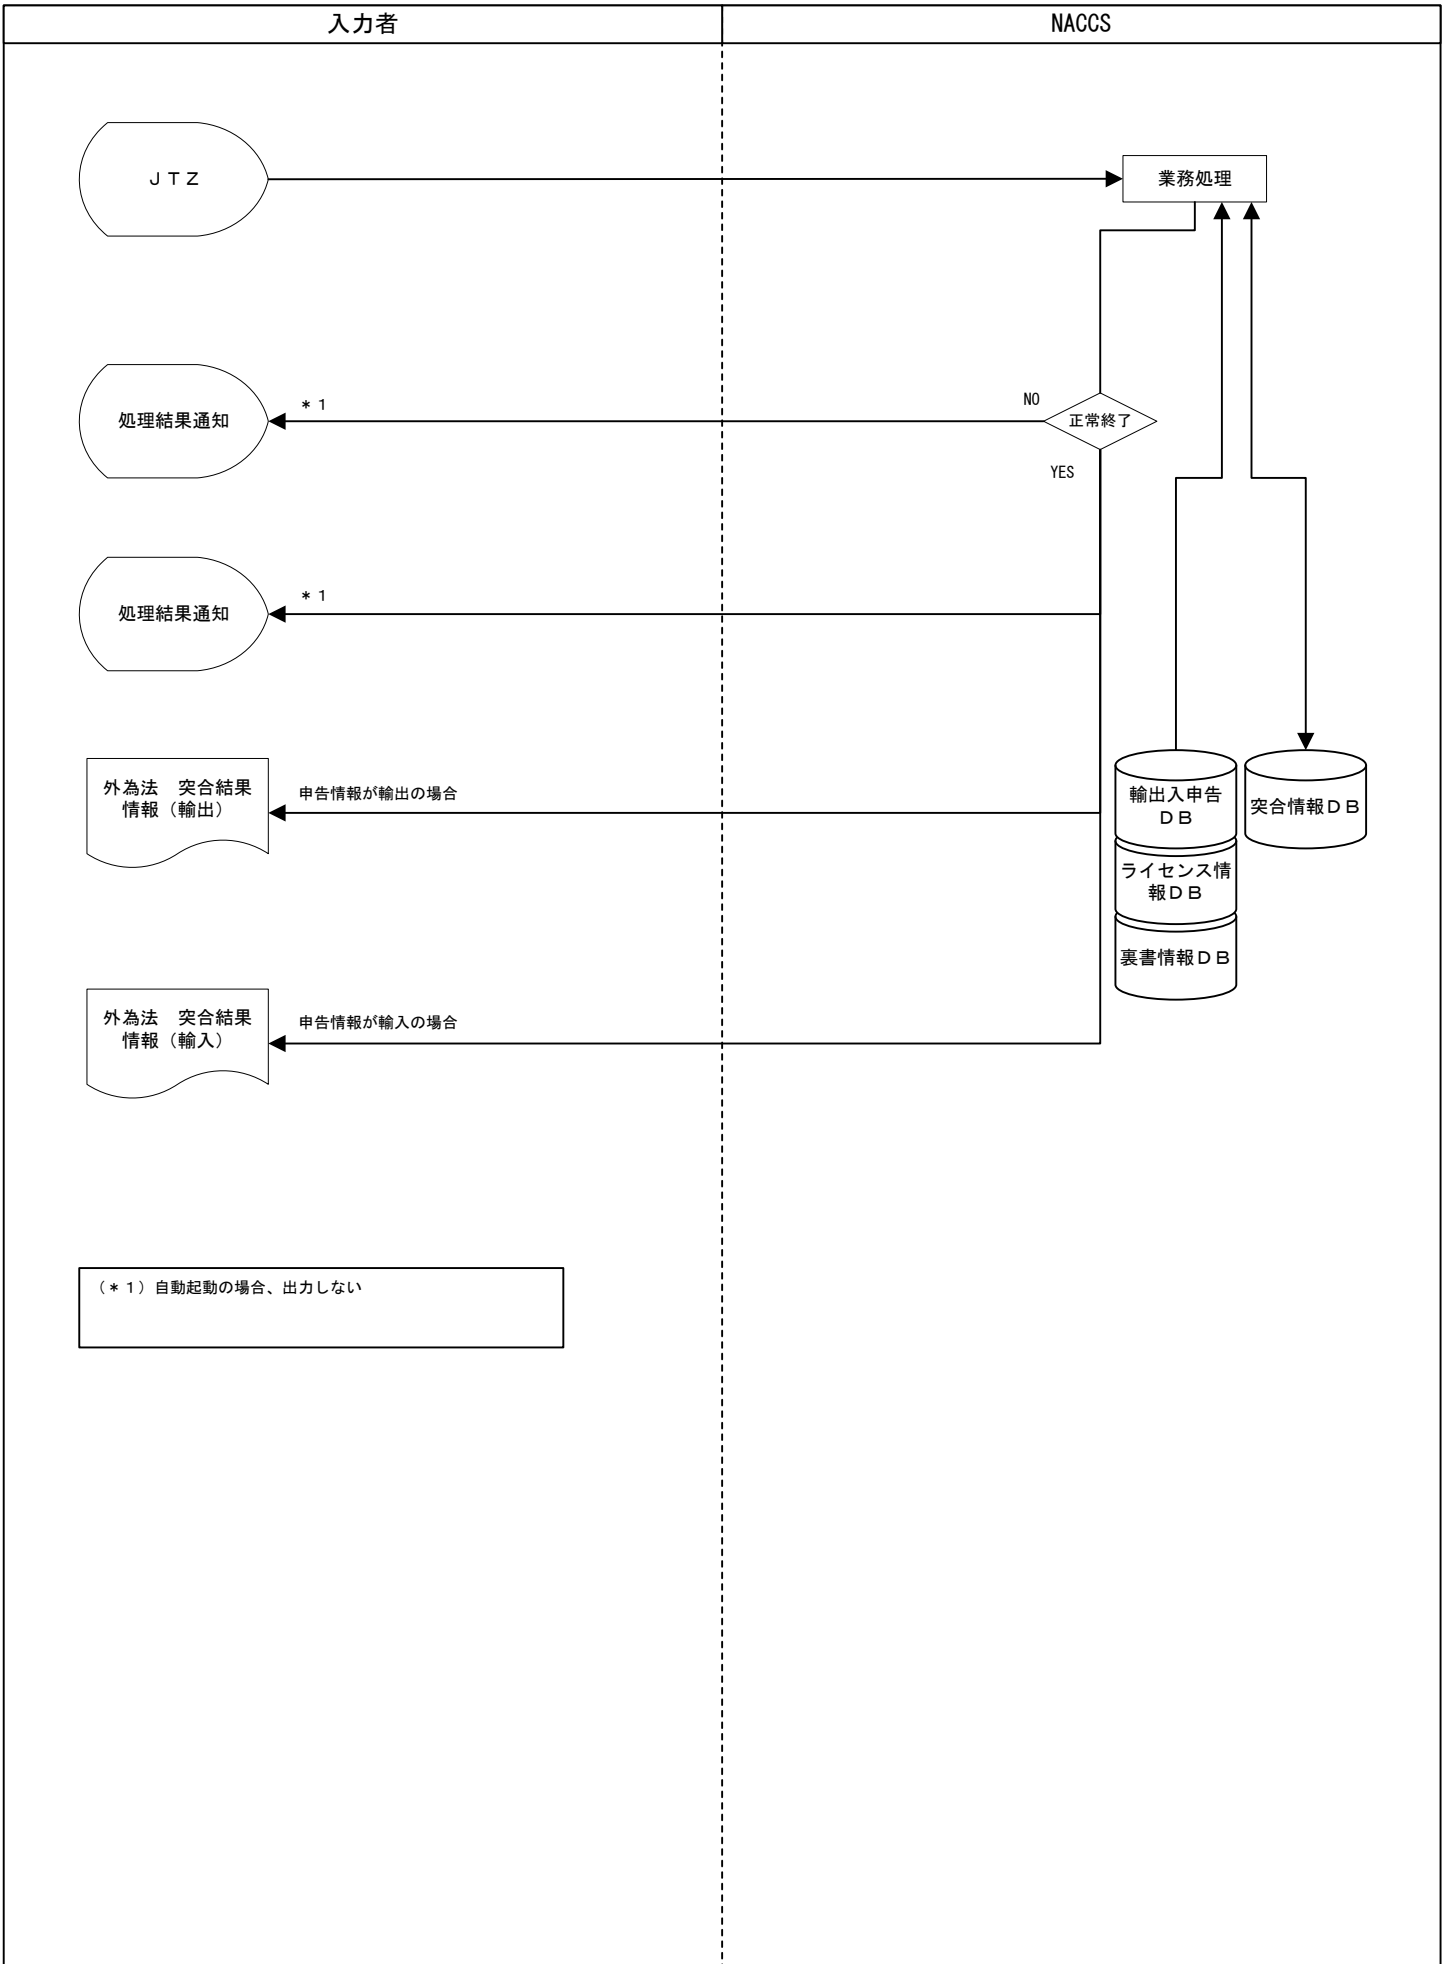 入力者
NACCS
ＪＴＺ
業務処理
処理結果通知
＊１
NO
正常終了
YES
処理結果通知
＊１
外為法　突合結果
情報（輸出）
申告情報が輸出の場合
輸出入申告
ＤＢ
突合情報ＤＢ
ライセンス情
報ＤＢ
裏書情報ＤＢ
外為法　突合結果
情報（輸入）
申告情報が輸入の場合
（＊１）自動起動の場合、出力しない